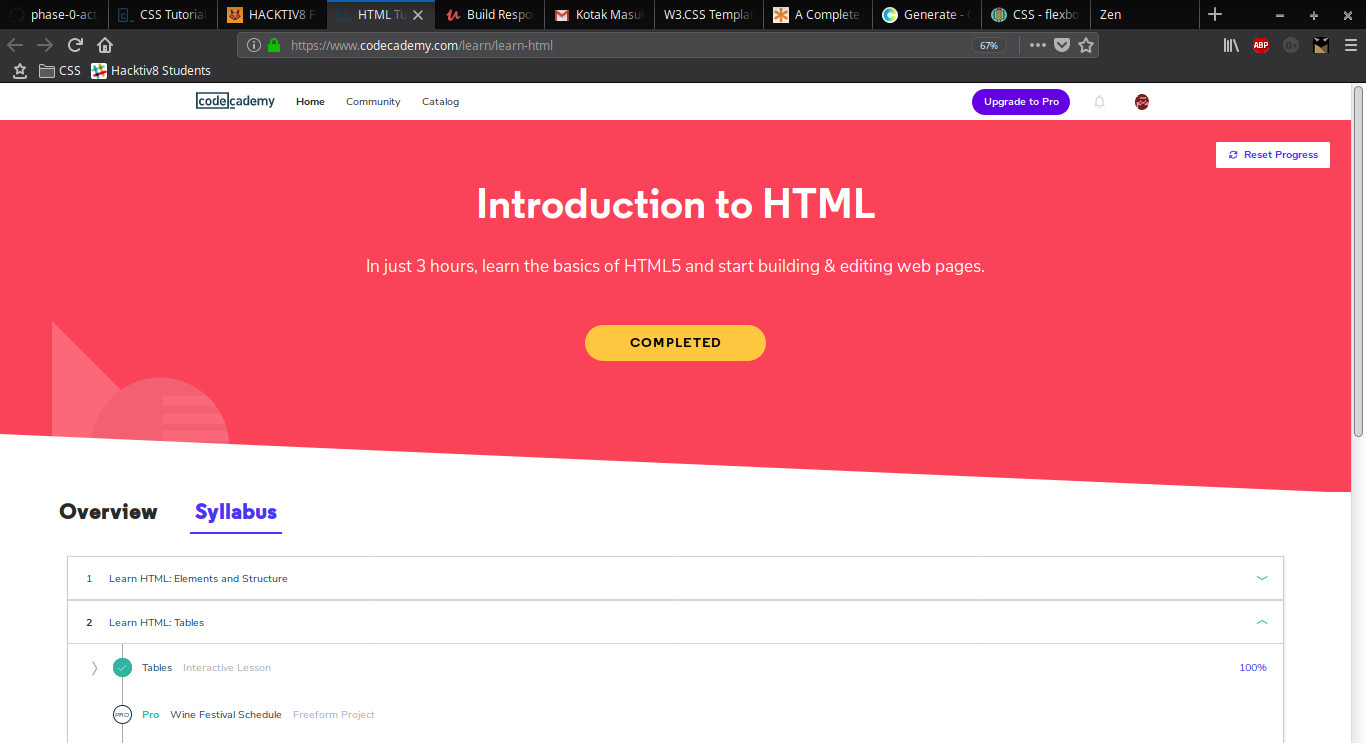 phase-0-act
CSS Tutorial
HACKTIV8 F
HTML Tu
Build Respo
Kotak Masu
W3.CSS Templat
A Complete
Generate - C
CSS - flexbo
Zen
https://www.codecademy.com/learn/learn-html
67%
ABP
CSS
Hacktiv8 Students
codecademy
Home
Community
Catalog
Upgrade to Pro
Reset Progress
Introduction to HTML
In just 3 hours, learn the basics of HTML5 and start building & editing web pages.
COMPLETED
Overview
Syllabus
1 Learn HTML: Elements and Structure
2 Learn HTML: Tables
Tables Interactive Lesson 100%
PRO Pro Wine Festival Schedule Freeform Project